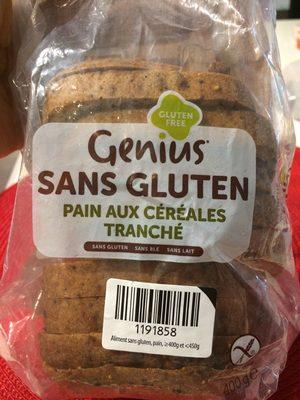 GLUTEN
FREE
Genius
SANS GLUTEN
PAIN AUX CÉRÉALES
TRANCHÉ
SANS GLUTEN SANS BLÉ SANS LAIT
1191858
Aliment sans gluten, pain, ≥400g et <450g
400g e